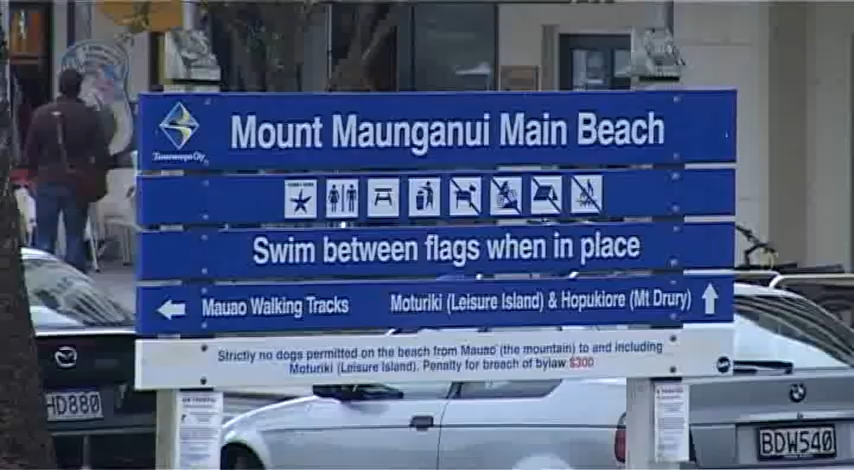 Mount Maunganui Main Beach
Tauranga City
Swim between flags when in place
Mauao Walking Tracks
Moturiki (Leisure Island) & Hopukiore (Mt Drury)
Strictly no dogs permitted on the beach from Mauao (the mountain) to and including
Moturiki (Leisure Island). Penalty for breach of bylaw $300
HD880
BDW540